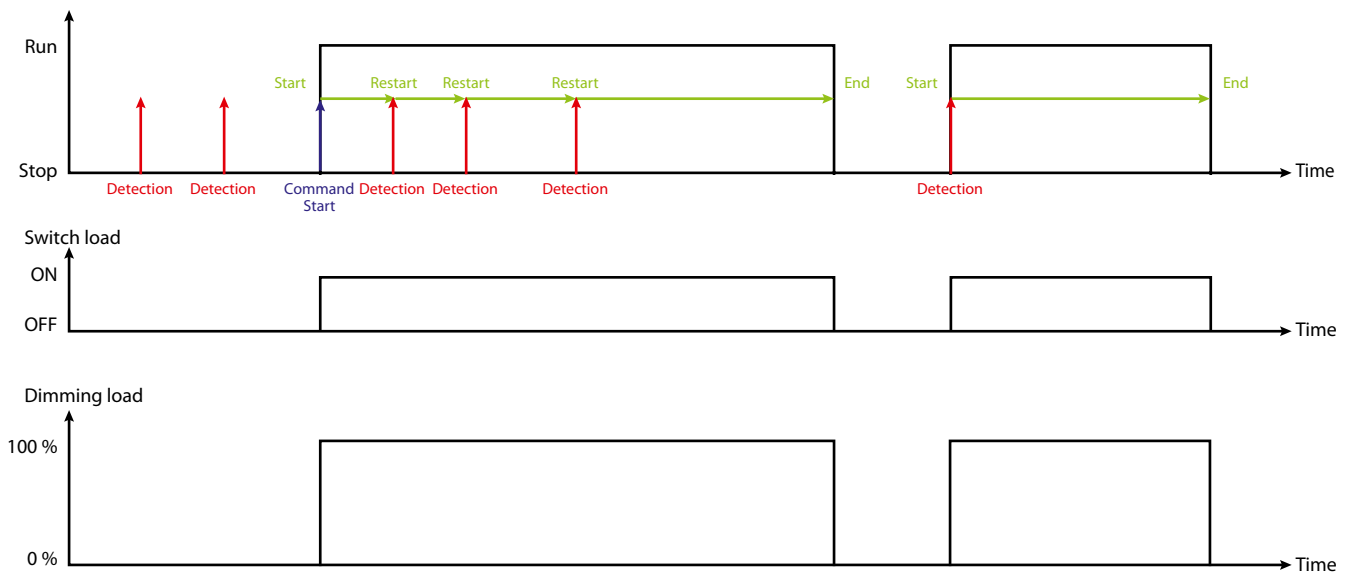 Run
Start Restart Restart Restart End Start End
Stop
Time
Detection Detection Command Detection Detection Detection Detection
Start
Switch load
ON
OFF
Time
Dimming load
100 %
0 %
Time